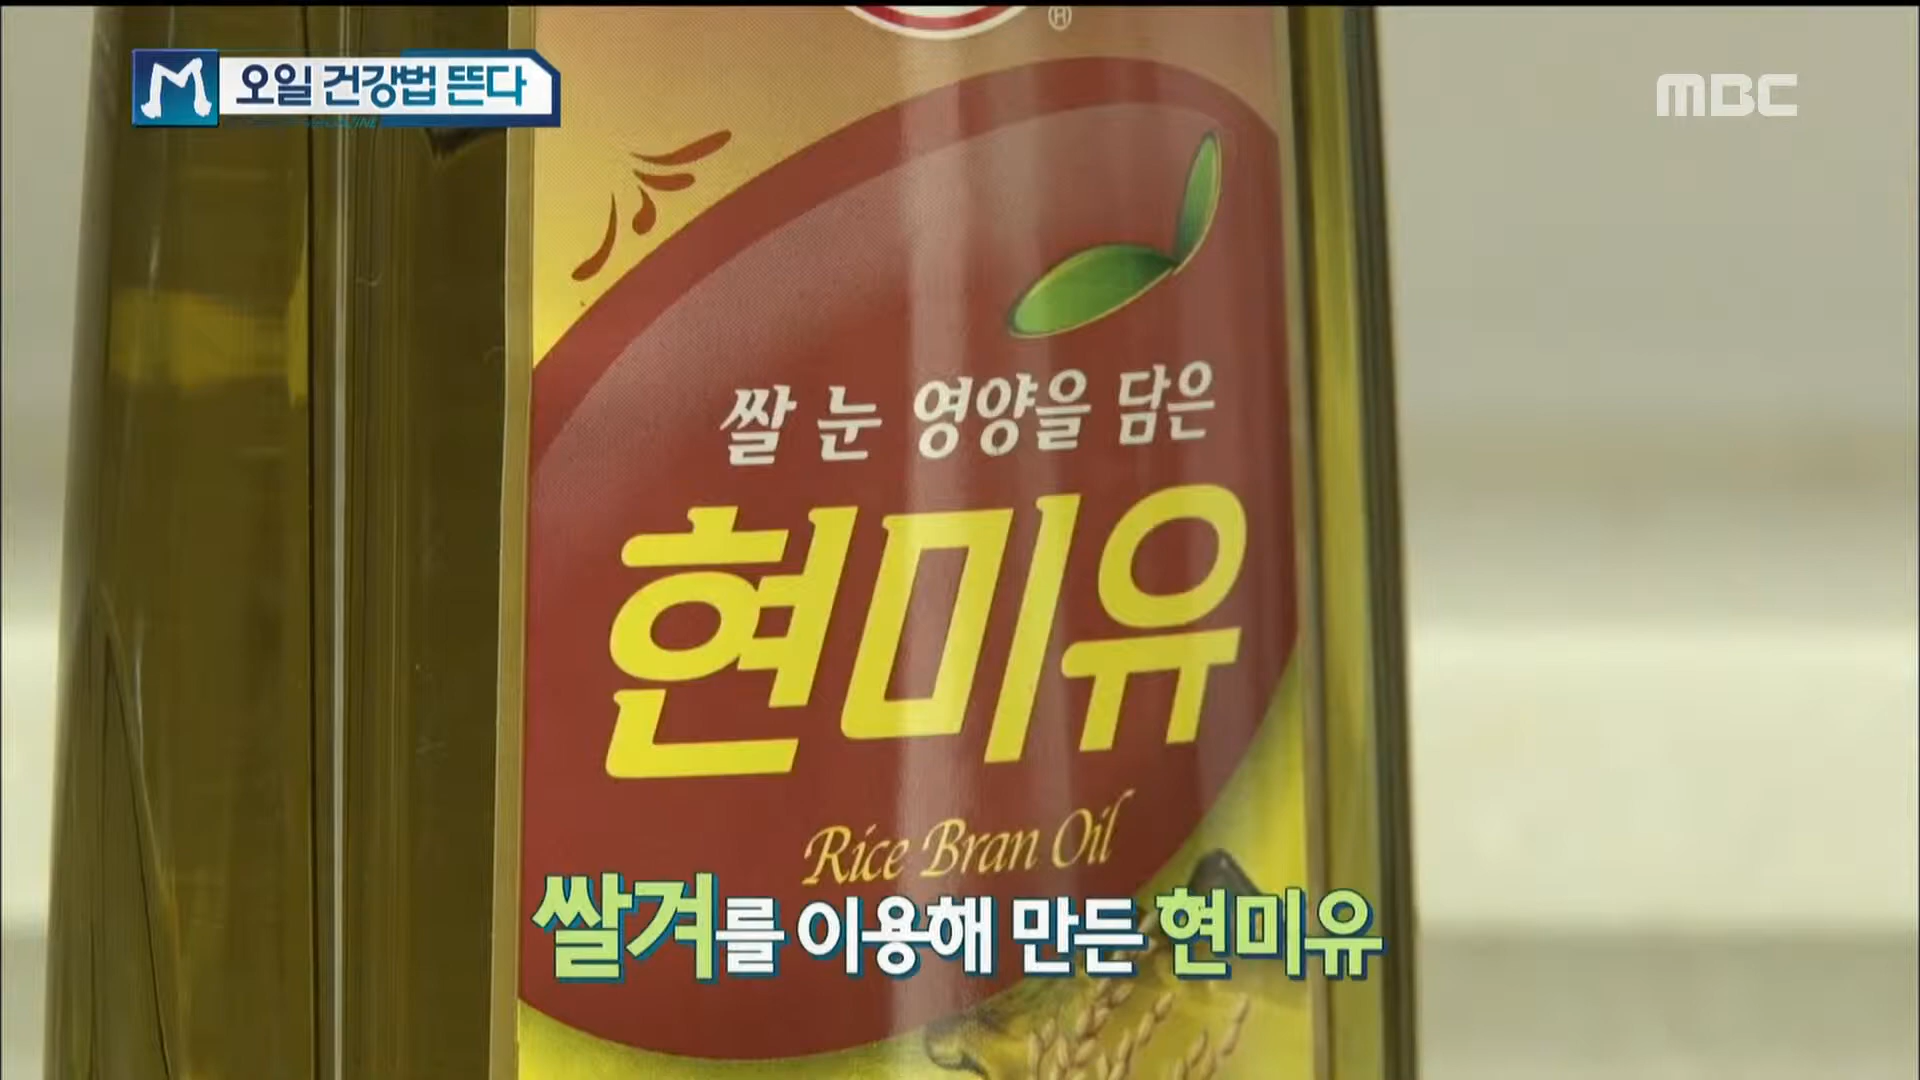 M 오일 건강법 뜬다
MBC
®
쌀 눈 영양을 담은
현미유
Rice Bran Oil
쌀겨를 이용해 만든 현미유